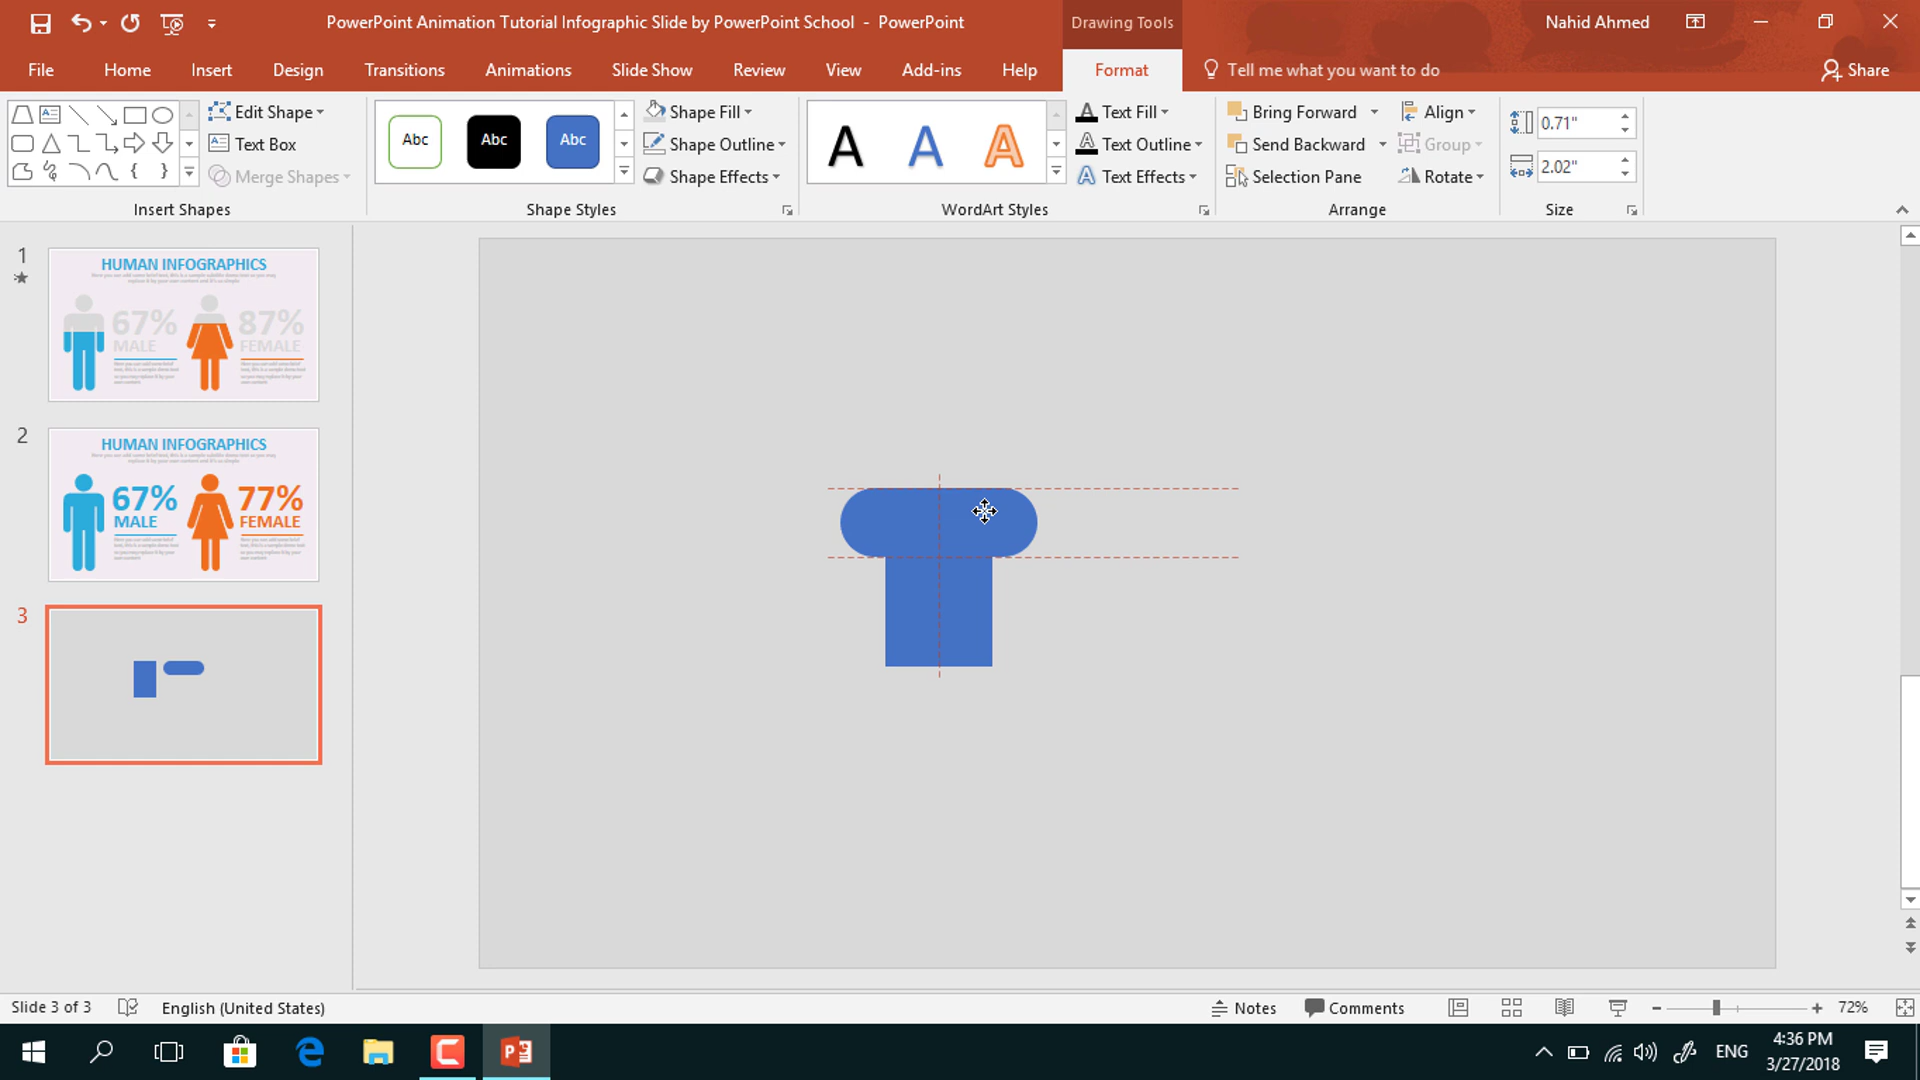 PowerPoint Animation Tutorial Infographic Slide by PowerPoint School - PowerPoint
Drawing Tools
Nahid Ahmed
File Home Insert Design Transitions Animations Slide Show Review View Add-ins Help Format Tell me what you want to do Share
Edit Shape
Text Box
Merge Shapes
Insert Shapes
Abc Abc Abc
Shape Fill
Shape Outline
Shape Effects
Shape Styles
A A A
Text Fill
Text Outline
Text Effects
WordArt Styles
Bring Forward
Send Backward
Selection Pane
Align
Group
Rotate
Arrange
0.71"
2.02"
Size
1
HUMAN INFOGRAPHICS
67%
MALE
87%
FEMALE
2
HUMAN INFOGRAPHICS
67%
MALE
77%
FEMALE
3
Slide 3 of 3 English (United States) Notes Comments 72%
ENG
4:36 PM
3/27/2018